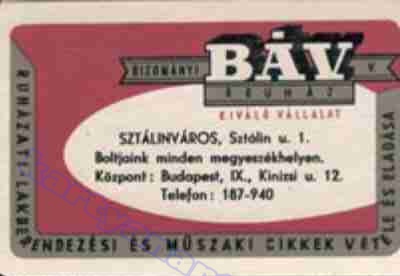 BIZOMÁNYI BÁV ÁRUHÁZ V.
KIVÁLÓ VÁLLALAT
SZTÁLINVÁROS, Sztálin u. 1.
Boltjaink minden megyeszékhelyen.
Központ: Budapest, IX., Kinizsi u. 12.
Telefon: 187-940
RUHÁZATI-LAKBERENDEZÉSI ÉS MŰSZAKI CIKKEK VÉTELE ÉS ELADÁSA